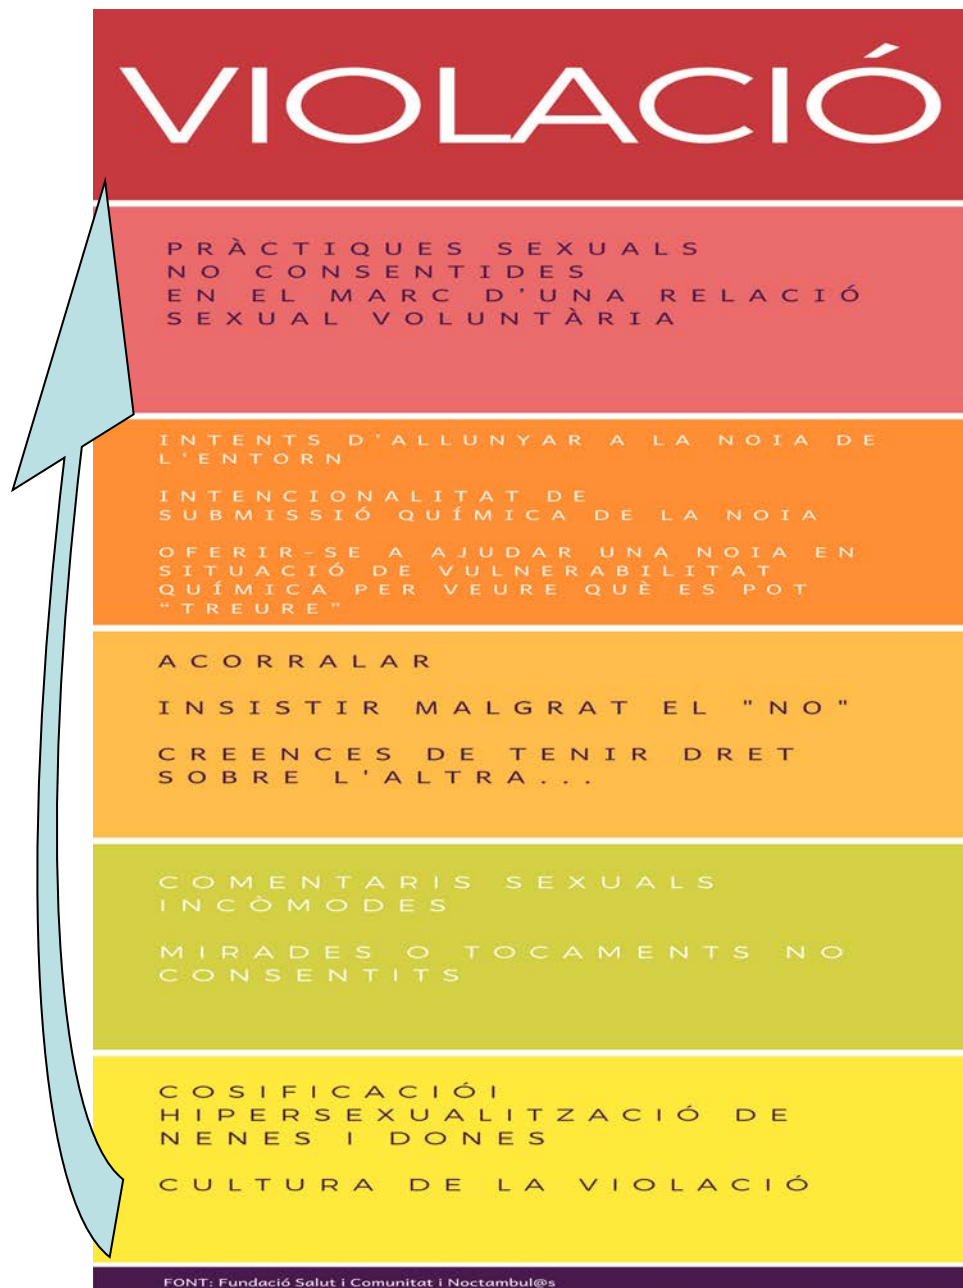 VIOLACIÓ
PRÀCTIQUES SEXUALS
NO CONSENTIDES
EN EL MARC D'UNA RELACIÓ
SEXUAL VOLUNTÀRIA
INTENTS D'ALLUNYAR A LA NOIA DE
L'ENTORN
INTENCIONALITAT DE
SUBMISSIÓ QUÍMICA DE LA NOIA
OFERIR-SE A AJUDAR UNA NOIA EN
SITUACIÓ DE VULNERABILITAT
QUÍMICA PER VEURE QUÈ ES POT
"TREURE"
ACORRALAR
INSISTIR MALGRAT EL "NO"
CREENCES DE TENIR DRET
SOBRE L'ALTRA...
COMENTARIS SEXUALS
INCÒMODES
MIRADES O TOCAMENTS NO
CONSENTITS
COSIFICACIÓI
HIPERSEXUALITZACIÓ DE
NENES I DONES
CULTURA DE LA VIOLACIÓ
FONT: Fundació Salut i Comunitat i Noctambul@s